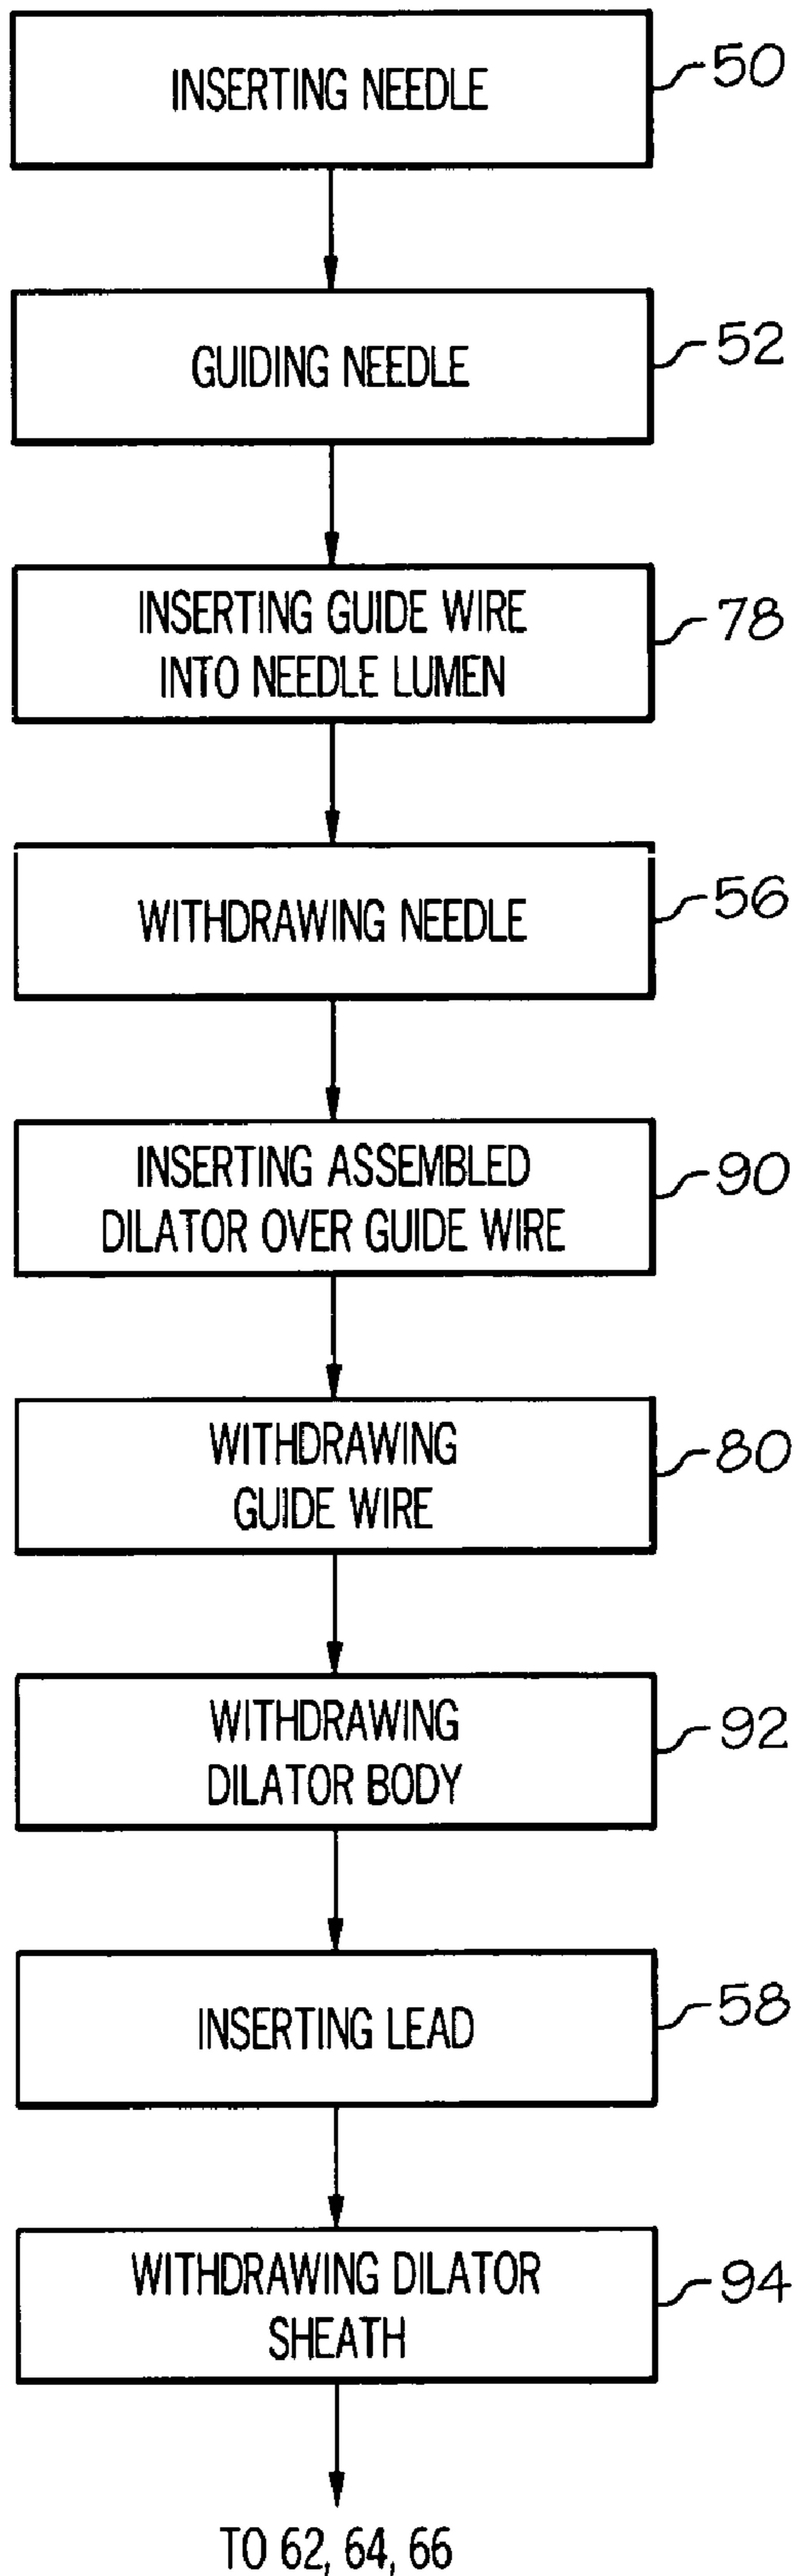 INSERTING NEEDLE
50
GUIDING NEEDLE
52
INSERTING GUIDE WIRE
INTO NEEDLE LUMEN
78
WITHDRAWING NEEDLE
56
INSERTING ASSEMBLED
DILATOR OVER GUIDE WIRE
90
WITHDRAWING
GUIDE WIRE
80
WITHDRAWING
DILATOR BODY
92
INSERTING LEAD
58
WITHDRAWING DILATOR
SHEATH
94
TO 62, 64, 66